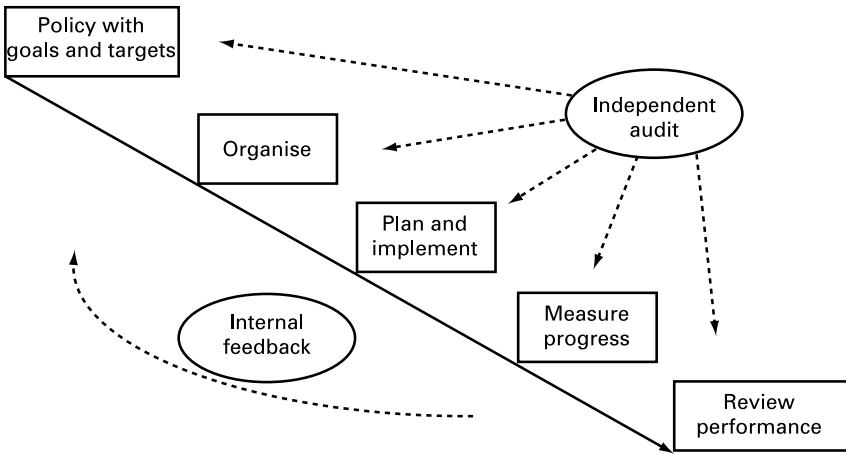 Policy with
goals and targets
Independent
audit
Organise
Plan and
implement
Internal
feedback
Measure
progress
Review
performance